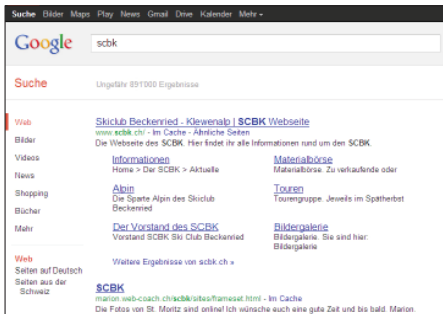 Suche Bilder Maps Play News Gmail Drive Kalender Mehr
Google
scbk
Suche
Ungefähr 891'000 Ergebnisse
Web
Bilder
Videos
News
Shopping
Bücher
Mehr
Web
Seiten auf Deutsch
Seiten aus der
Schweiz
Skiclub Beckenried - Klewenalp | SCBK Webseite
www.scbk.ch/ - Im Cache - Ähnliche Seiten
Die Webseite des SCBK. Hier findet ihr alle Informationen rund um den SCBK.
Informationen
Home > Der SCBK > Aktuelle
Materialbörse
Materialbörse. Zu verkaufende oder
Alpin
Die Sparte Alpin des Skiclub
Beckenried
Touren
Tourengruppe. Jeweils im Spätherbst
Der Vorstand des SCBK
Vorstand SCBK Ski Club Beckenried
Bildergalerie
Bildergalerie. Sie sind hier:
Bildergalerie
Weitere Ergebnisse von scbk.ch »
SCBK
marion.web-coach.ch/scbk/sites/frameset.html - Im Cache
Die Fotos von St. Moritz sind online! Ich wünsche euch eine gute Zeit und bis bald. Marion.